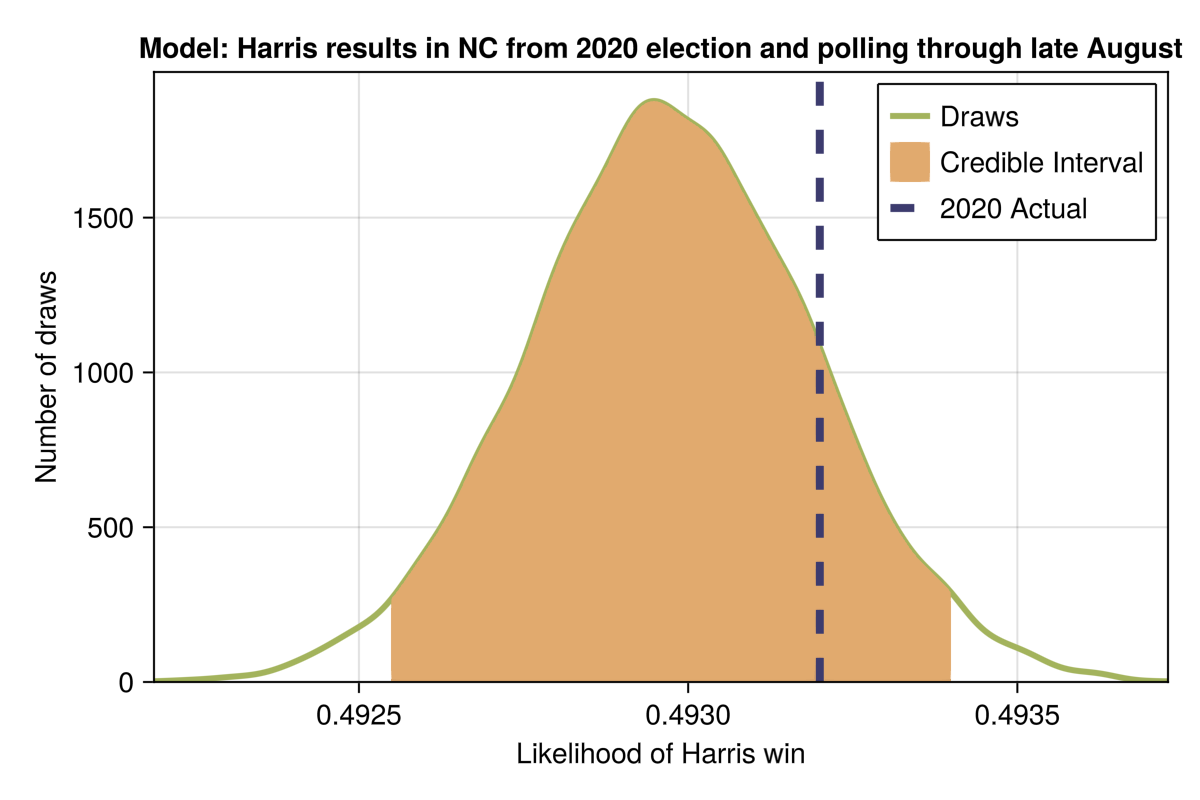 Model: Harris results in NC from 2020 election and polling through late August
Draws
Credible Interval
2020 Actual
Number of draws
1500
1000
500
0
0.4925
0.4930
0.4935
Likelihood of Harris win